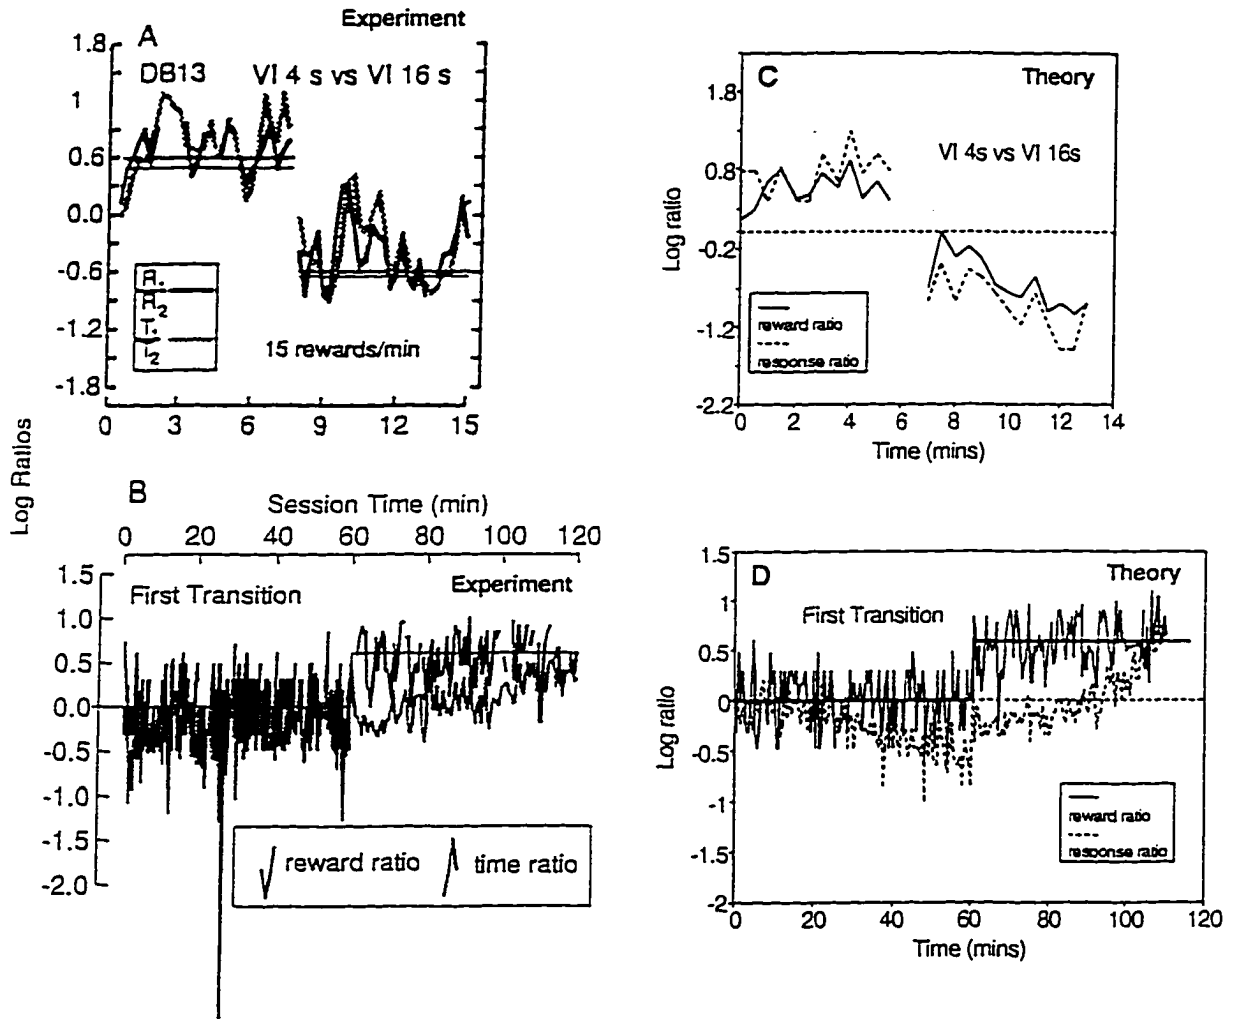 Experiment
A
DB13 VI 4 s vs VI 16 s
1.8
1
0.6
0.0
-0.6
-1.2
-1.8
R2
T2
15 rewards/min
0 3 6 9 12 15
Log Ratios
B
Session Time (min)
0 20 40 60 80 100 120
First Transition
Experiment
1.5
1.0
0.5
0.0
-0.5
-1.0
-1.5
-2.0
reward ratio
time ratio
C
Theory
VI 4s vs VI 16s
1.8
0.8
-0.2
-1.2
-2.2
Log ratio
reward ratio
response ratio
0 2 4 6 8 10 12 14
Time (mins)
D
Theory
First Transition
1.5
1
0.5
0
-0.5
-1
-1.5
-2
Log ratio
reward ratio
response ratio
0 20 40 60 80 100 120
Time (mins)